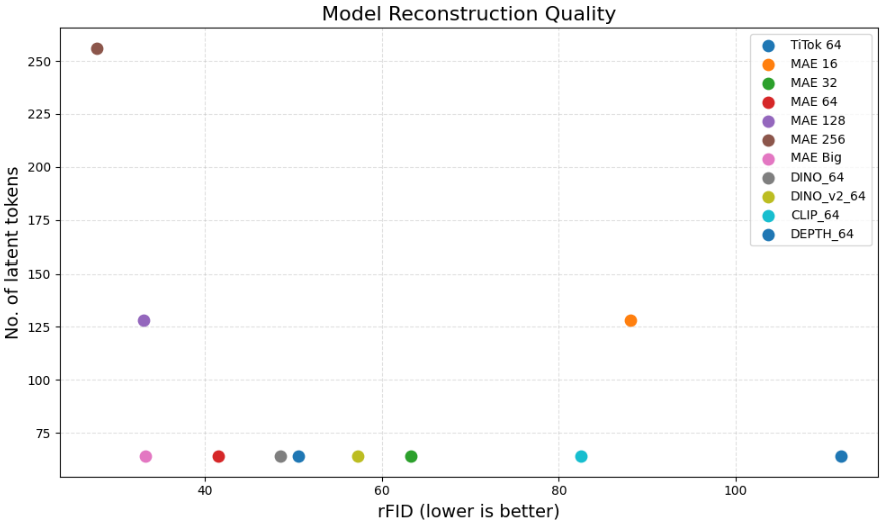 Model Reconstruction Quality
No. of latent tokens
250
225
200
175
150
125
100
75
40
60
80
100
rFID (lower is better)
TiTok 64
MAE 16
MAE 32
MAE 64
MAE 128
MAE 256
MAE Big
DINO_64
DINO_v2_64
CLIP_64
DEPTH_64